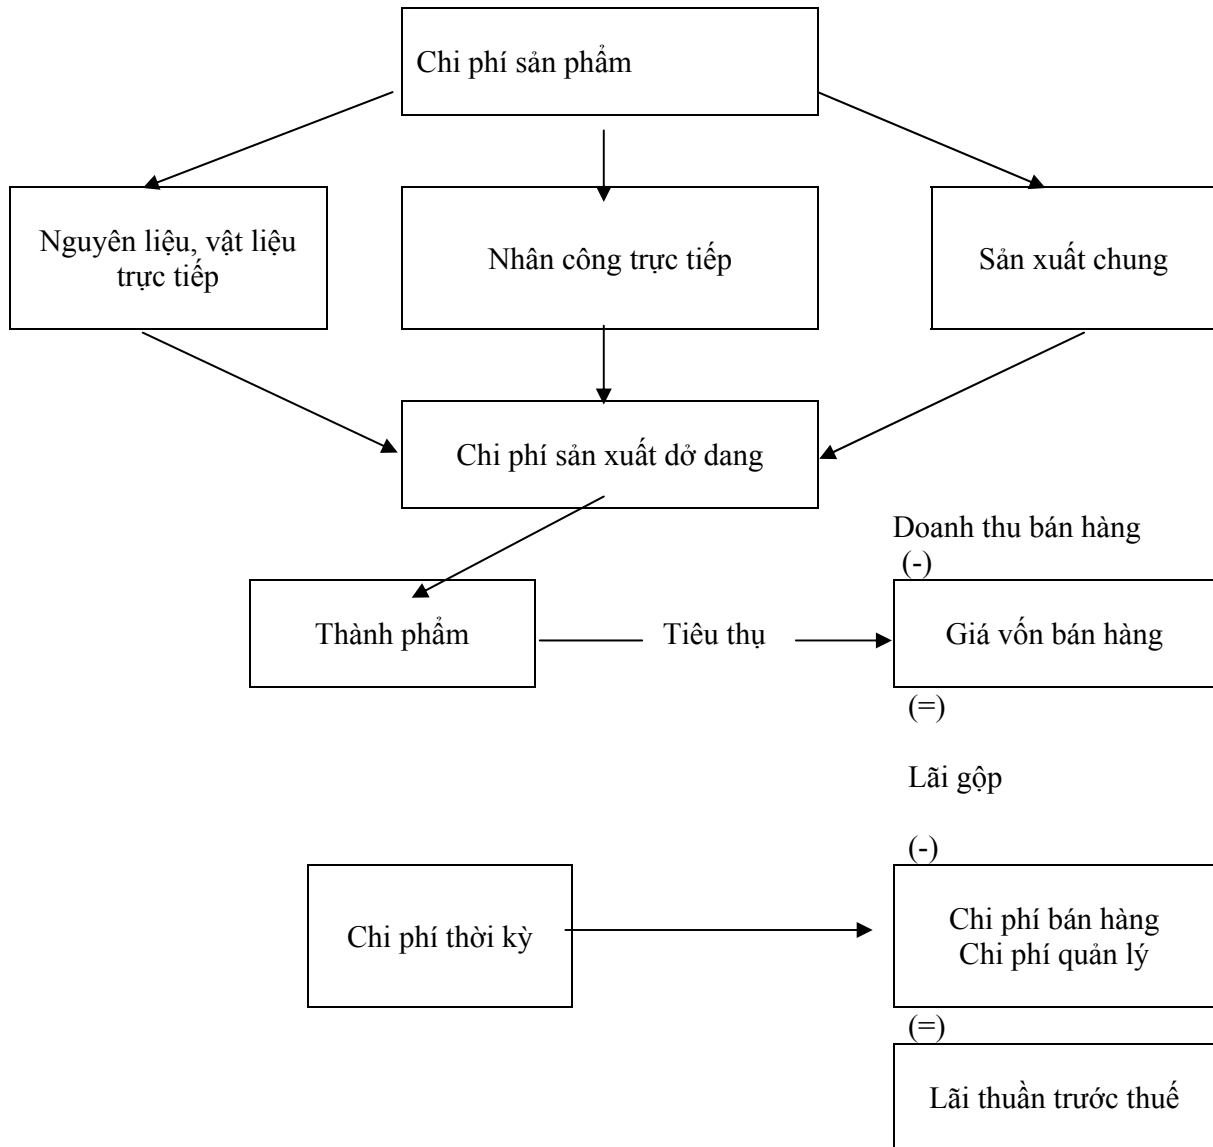 Chi phí sản phẩm
Nguyên liệu, vật liệu
trực tiếp
Nhân công trực tiếp
Sản xuất chung
Chi phí sản xuất dở dang
Doanh thu bán hàng
(-)
Thành phẩm
Tiêu thụ
Giá vốn bán hàng
(=)
Lãi gộp
(-)
Chi phí thời kỳ
Chi phí bán hàng
Chi phí quản lý
(=)
Lãi thuần trước thuế